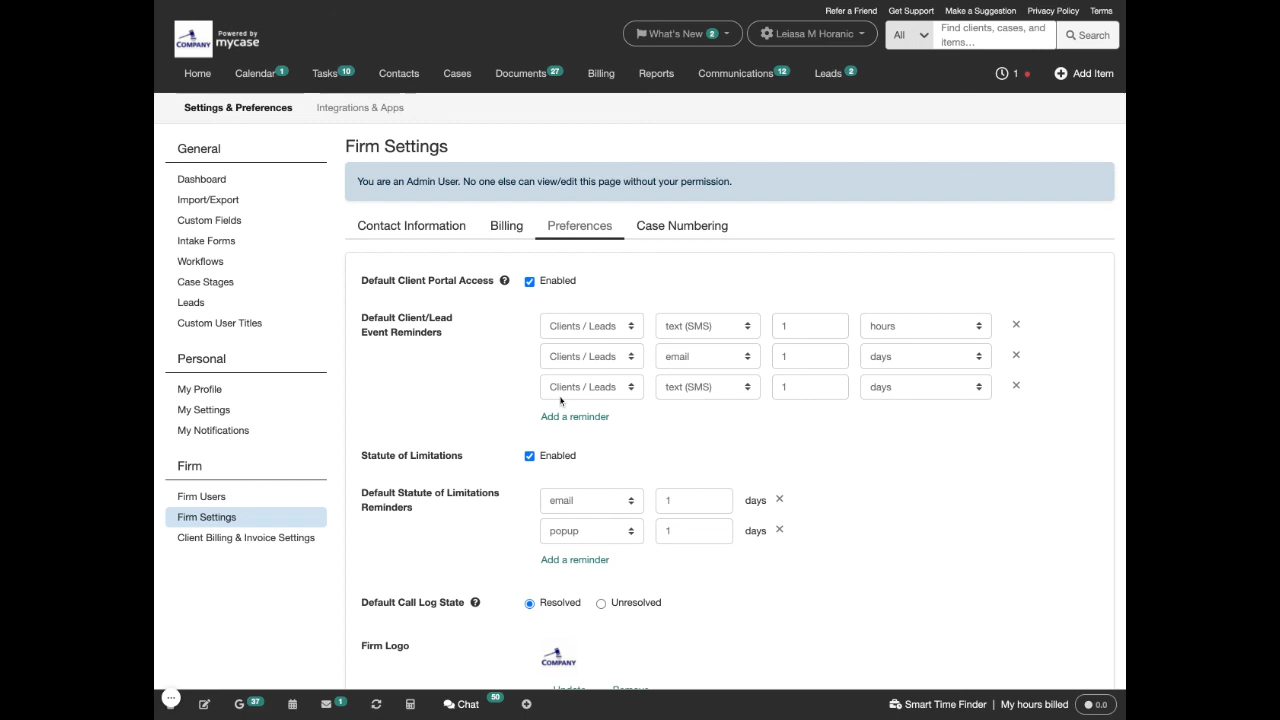 Refer a Friend Get Support Make a Suggestion Privacy Policy Terms
COMPANY Powered by mycase
What's New 2 Leiasa M Horanic All Find clients, cases, and items... Search
Home Calendar 1 Tasks 10 Contacts Cases Documents 27 Billing Reports Communications 12 Leads 2 1 Add Item
Settings & Preferences Integrations & Apps
General
Dashboard
Import/Export
Custom Fields
Intake Forms
Workflows
Case Stages
Leads
Custom User Titles
Personal
My Profile
My Settings
My Notifications
Firm
Firm Users
Firm Settings
Client Billing & Invoice Settings
Firm Settings
You are an Admin User. No one else can view/edit this page without your permission.
Contact Information Billing Preferences Case Numbering
Default Client Portal Access ? Enabled
Default Client/Lead
Event Reminders
Clients / Leads text (SMS) 1 hours
Clients / Leads email 1 days
Clients / Leads text (SMS) 1 days
Add a reminder
Statute of Limitations Enabled
Default Statute of Limitations
Reminders
email 1 days
popup 1 days
Add a reminder
Default Call Log State ? Resolved Unresolved
Firm Logo
COMPANY
Update Remove
G 37 1 Chat 50 Smart Time Finder | My hours billed 0.0